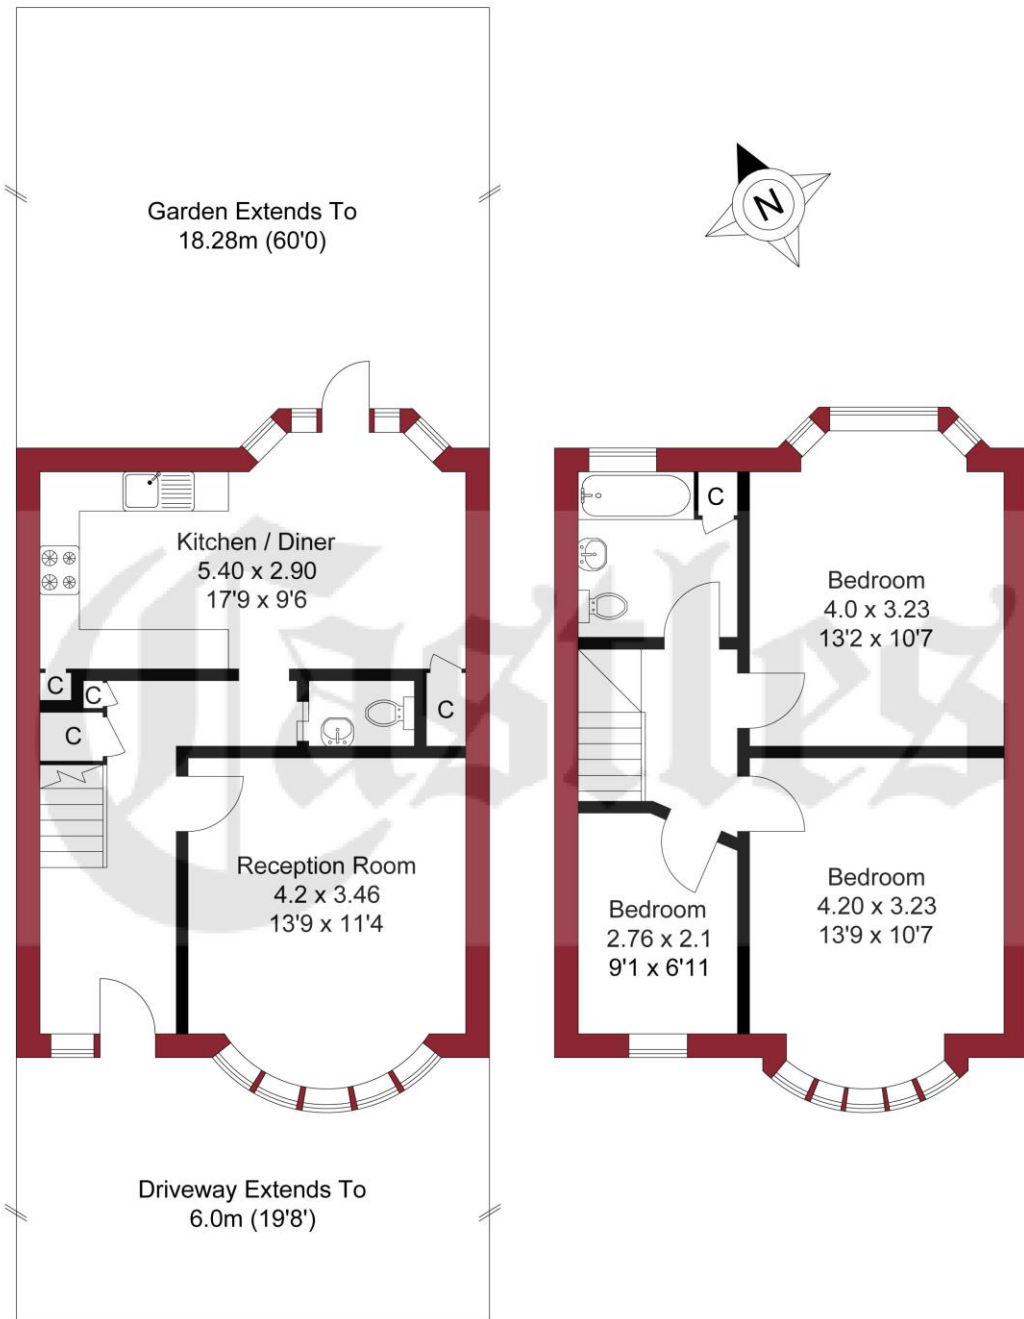 Garden Extends To
18.28m (60'0)
N
Kitchen / Diner
5.40 x 2.90
17'9 x 9'6
C
C
C
C
Reception Room
4.2 x 3.46
13'9 x 11'4
Driveway Extends To
6.0m (19'8')
C
Bedroom
4.0 x 3.23
13'2 x 10'7
Bedroom
4.20 x 3.23
13'9 x 10'7
Bedroom
2.76 x 2.1
9'1 x 6'11
Castles